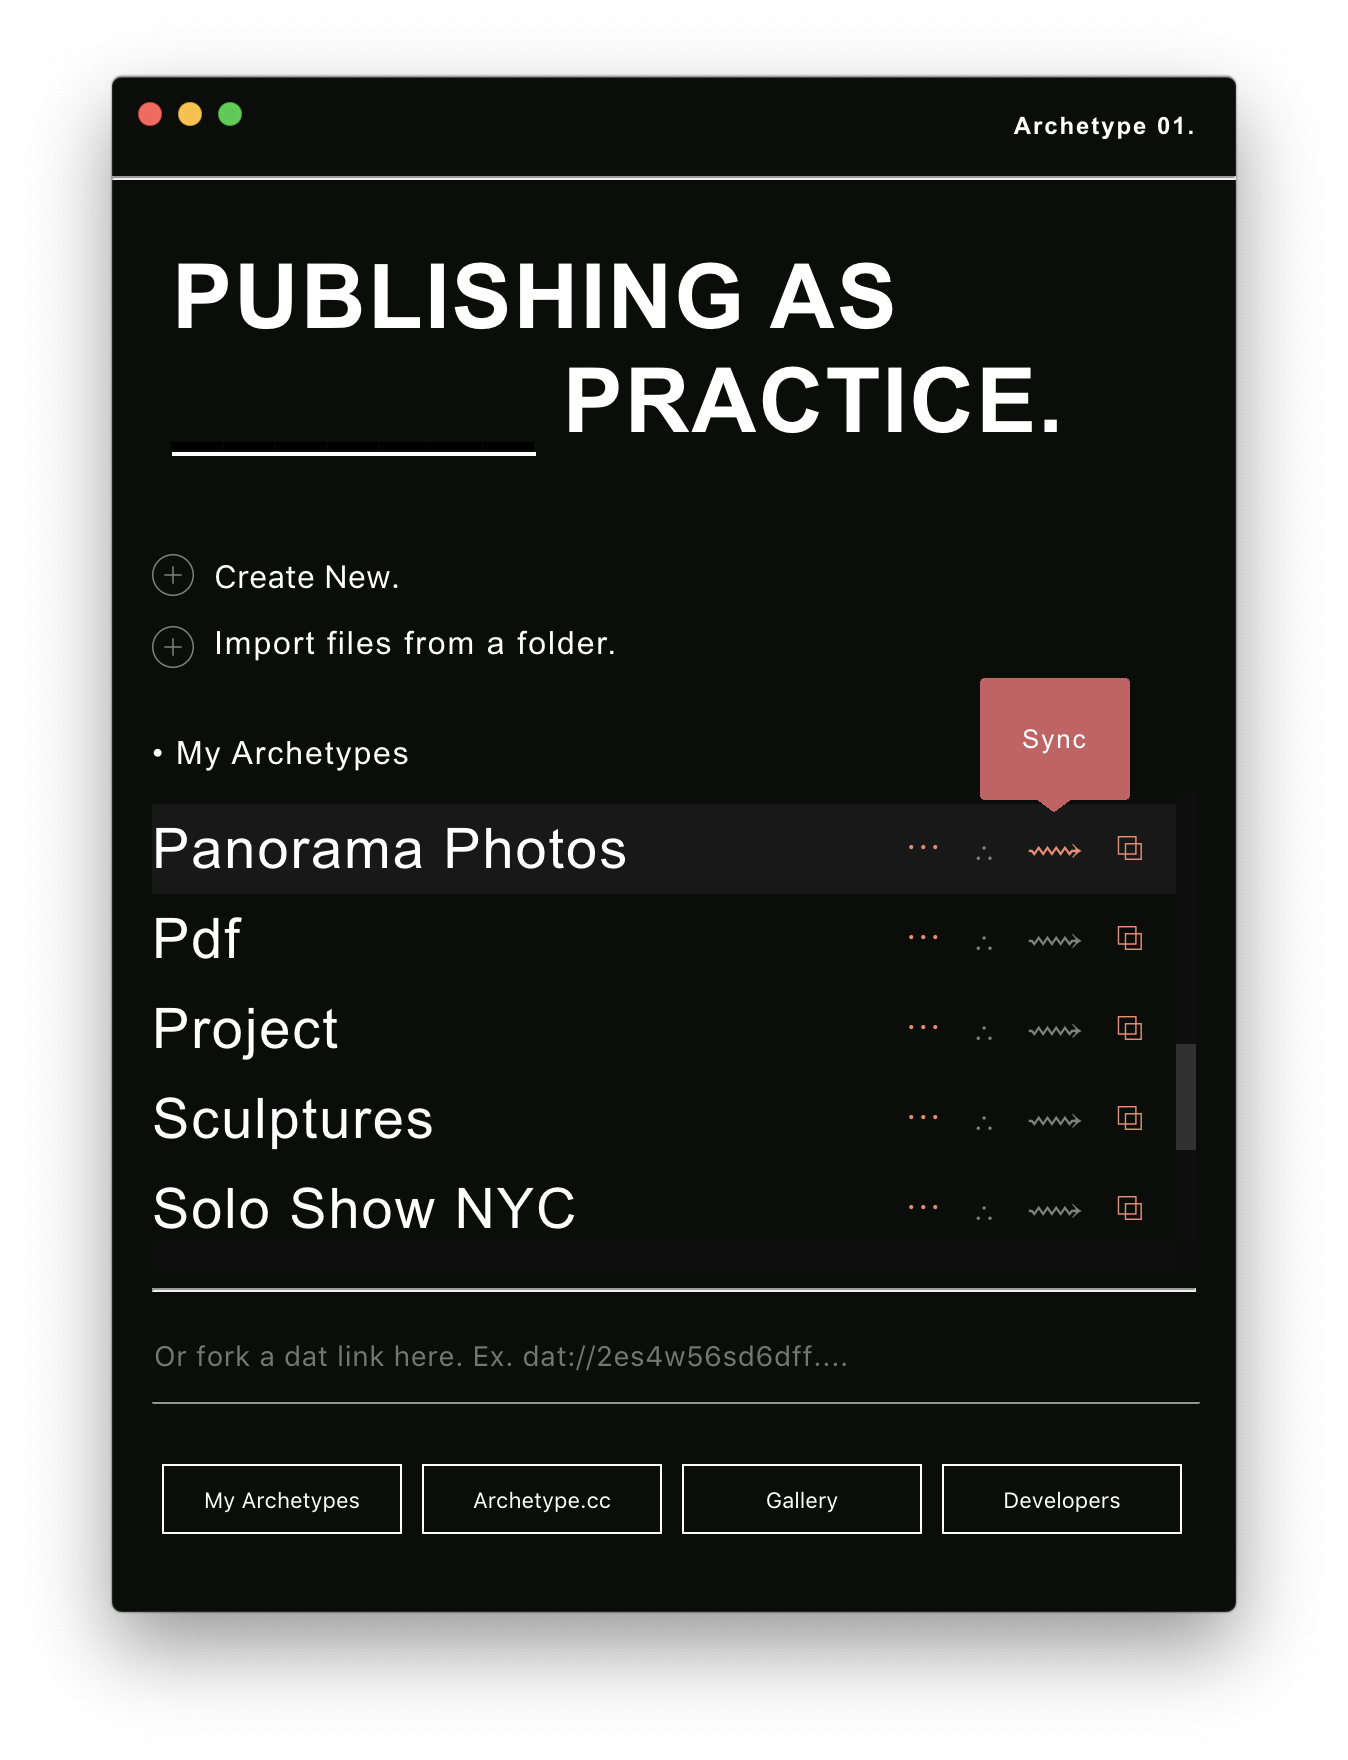 Archetype 01.
PUBLISHING AS
PRACTICE.
Create New.
Import files from a folder.
• My Archetypes
Sync
Panorama Photos
Pdf
Project
Sculptures
Solo Show NYC
Or fork a dat link here. Ex. dat://2es4w56sd6dff....
My Archetypes
Archetype.cc
Gallery
Developers